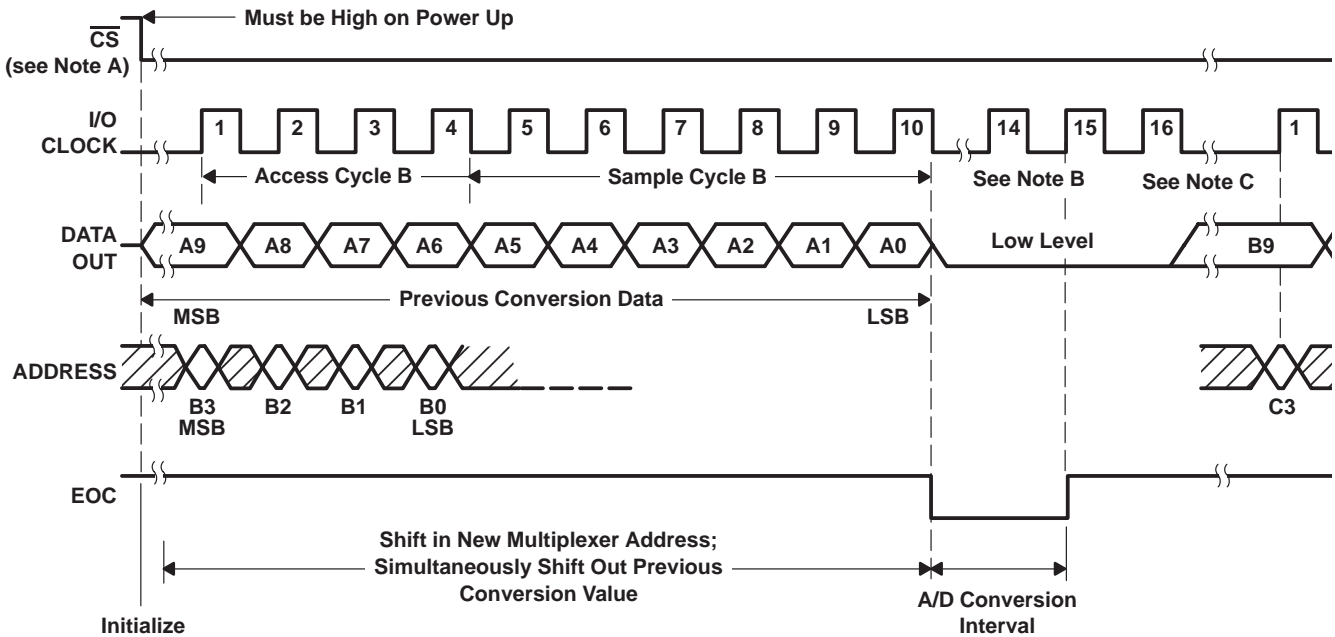 Must be High on Power Up
CS
(see Note A)
I/O
CLOCK
1 2 3 4 5 6 7 8 9 10 14 15 16 1
Access Cycle B
Sample Cycle B
See Note B
See Note C
DATA
OUT
A9 A8 A7 A6 A5 A4 A3 A2 A1 A0
Low Level
B9
Previous Conversion Data
MSB
LSB
ADDRESS
B3 B2 B1 B0
MSB
LSB
C3
EOC
Shift in New Multiplexer Address;
Simultaneously Shift Out Previous
Conversion Value
A/D Conversion
Interval
Initialize